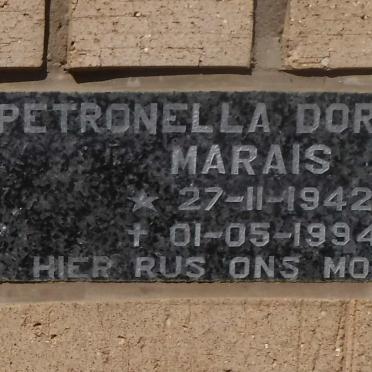 PETRONELLA DOR
MARAIS
* 27-11-1942
† 01-05-1994
HIER RUS ONS MO